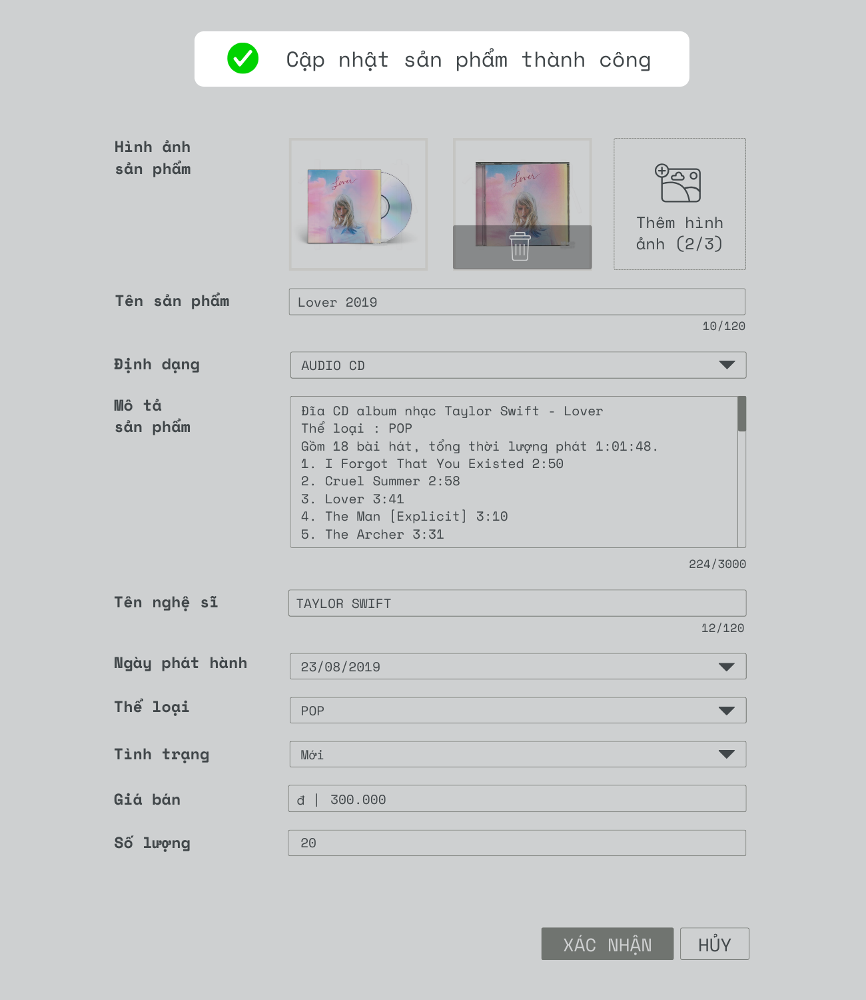 Cập nhật sản phẩm thành công
Hình ảnh
sản phẩm
Lover
Lover
Thêm hình
ảnh (2/3)
Tên sản phẩm
Lover 2019
10/120
Định dạng
AUDIO CD
Mô tả
sản phẩm
Đĩa CD album nhạc Taylor Swift - Lover
Thể loại : POP
Gồm 18 bài hát, tổng thời lượng phát 1:01:48.
1. I Forgot That You Existed 2:50
2. Cruel Summer 2:58
3. Lover 3:41
4. The Man [Explicit] 3:10
5. The Archer 3:31
224/3000
Tên nghệ sĩ
TAYLOR SWIFT
12/120
Ngày phát hành
23/08/2019
Thể loại
POP
Tình trạng
Mới
Giá bán
đ | 300.000
Số lượng
20
XÁC NHẬN
HỦY